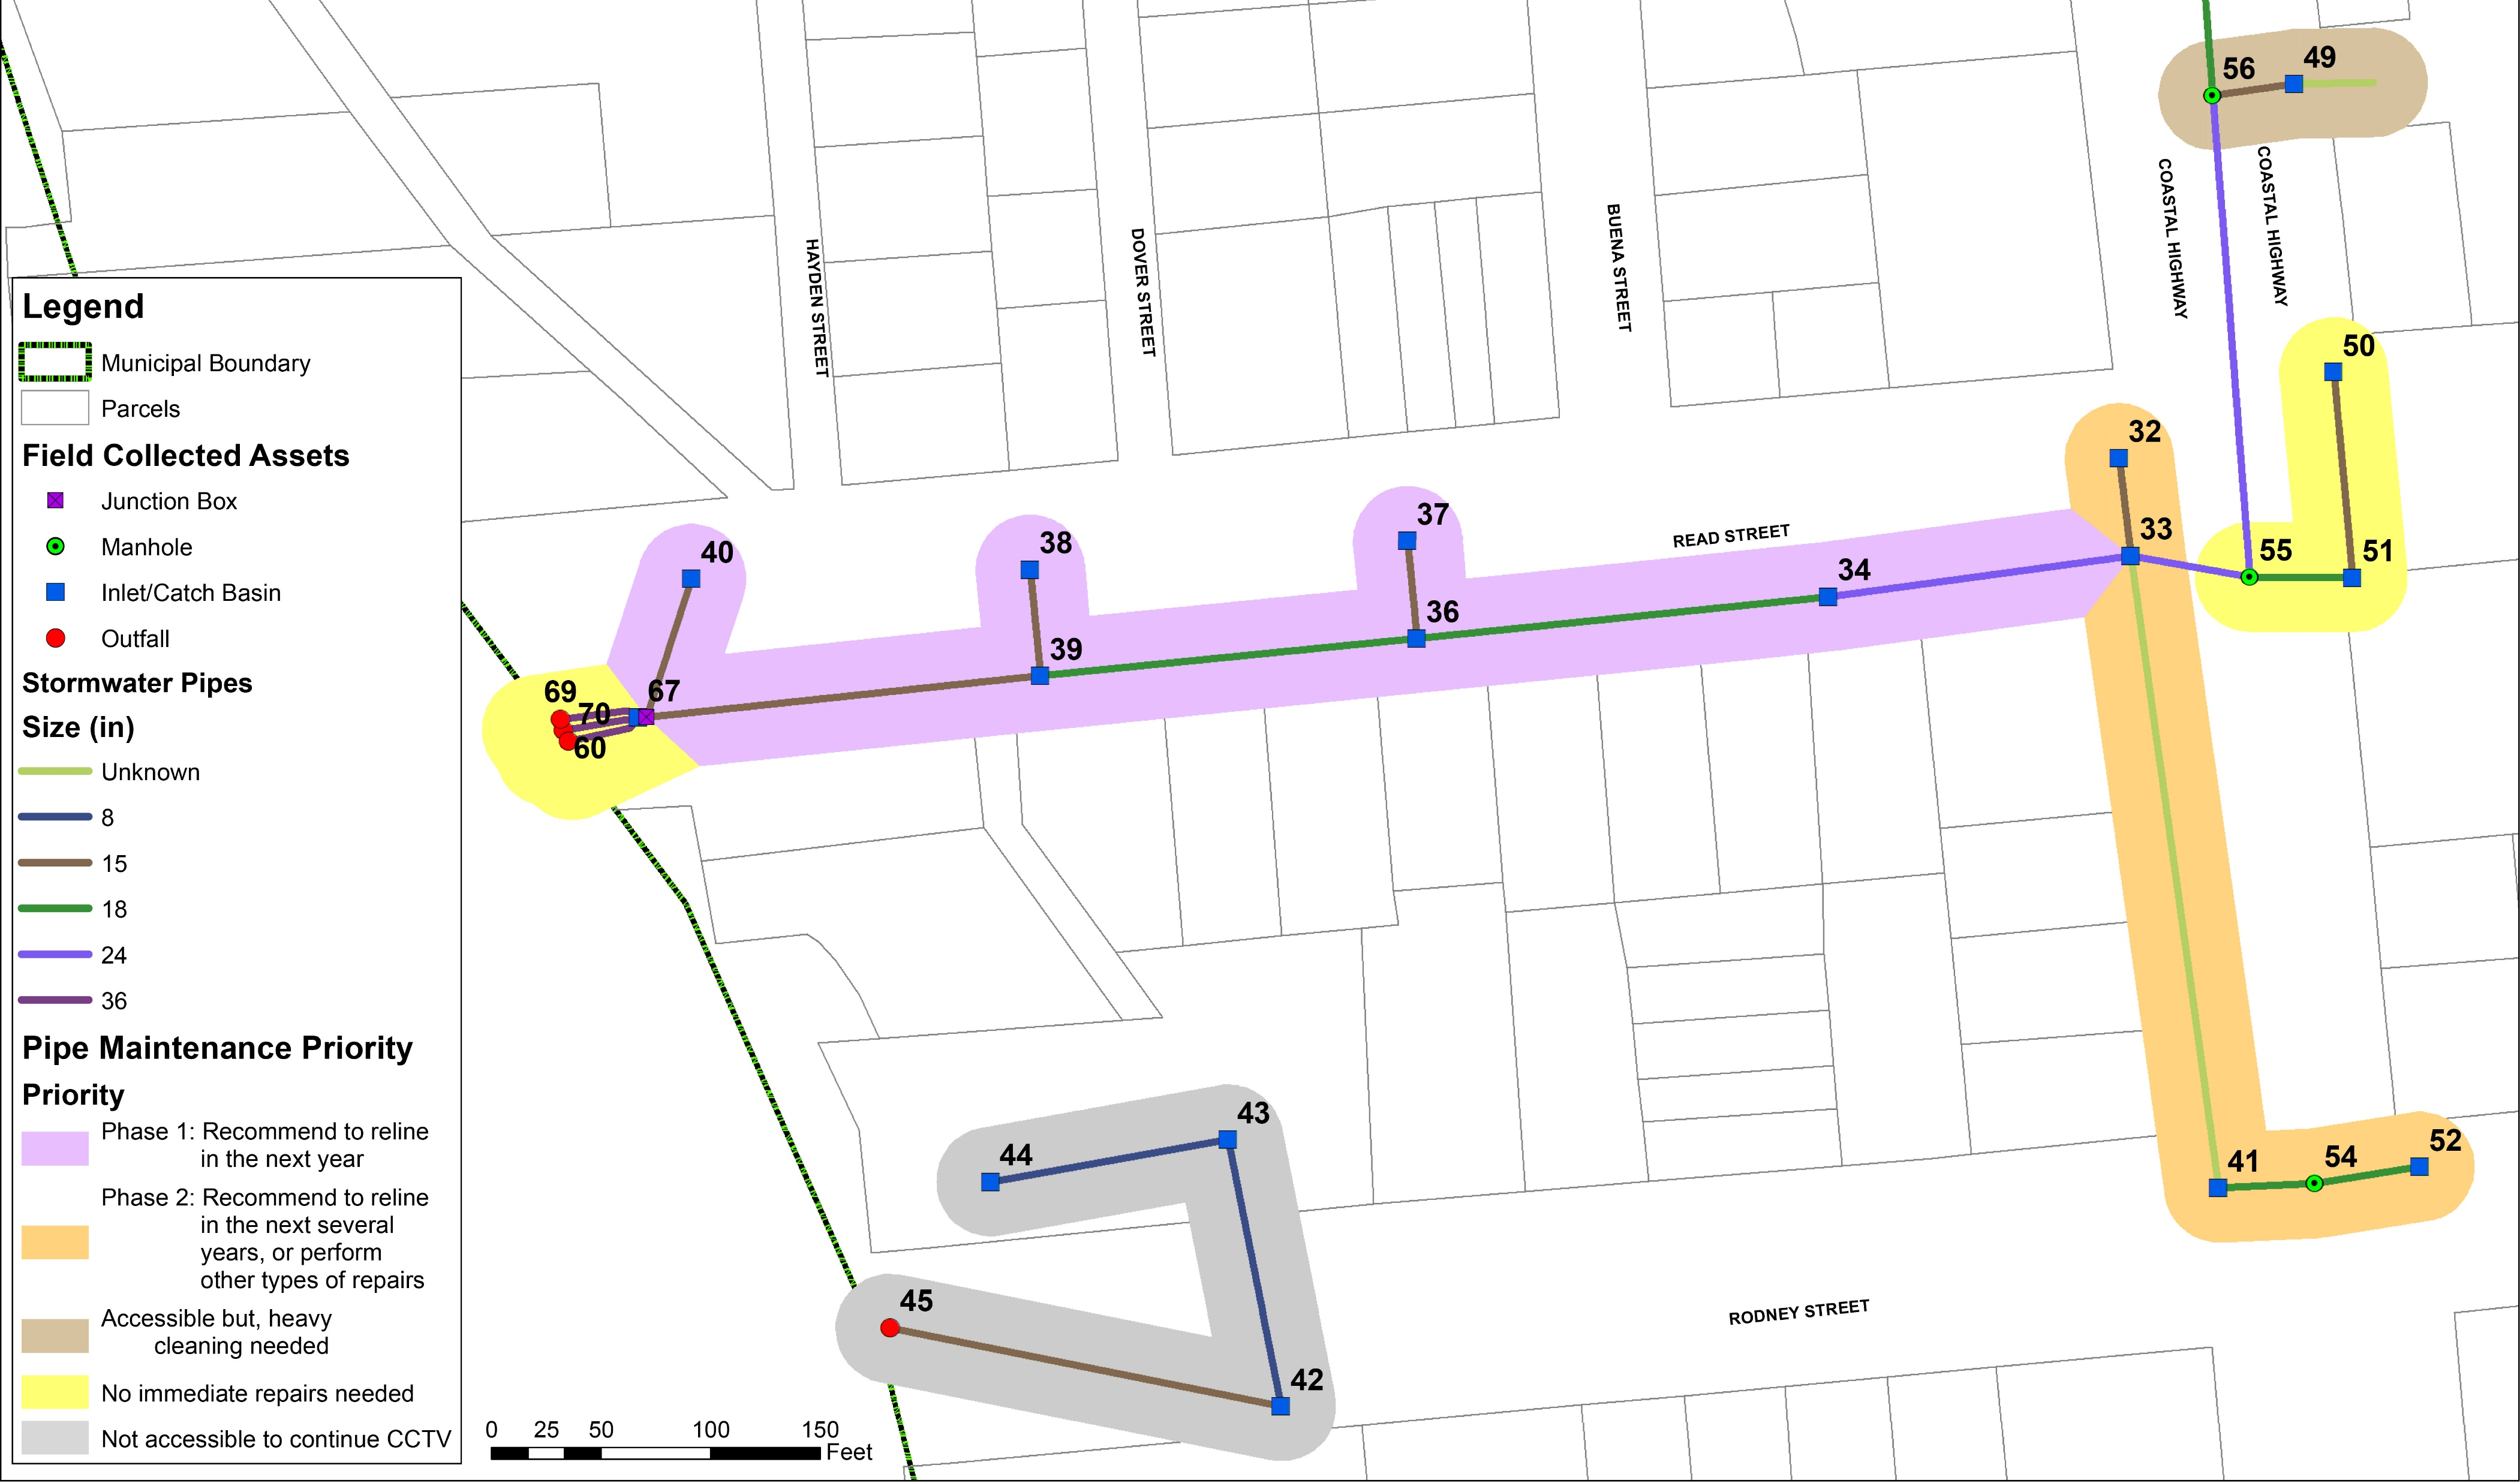 56
49
COASTAL HIGHWAY
COASTAL HIGHWAY
HAYDEN STREET
DOVER STREET
BUENA STREET
50
32
33
55
51
READ STREET
37
38
40
34
36
39
67
69
70
60
43
44
41
54
52
45
42
RODNEY STREET
Legend
Municipal Boundary
Parcels
Field Collected Assets
Junction Box
Manhole
Inlet/Catch Basin
Outfall
Stormwater Pipes
Size (in)
Unknown
8
15
18
24
36
Pipe Maintenance Priority
Priority
Phase 1: Recommend to reline
in the next year
Phase 2: Recommend to reline
in the next several
years, or perform
other types of repairs
Accessible but, heavy
cleaning needed
No immediate repairs needed
Not accessible to continue CCTV
0 25 50 100 150
Feet